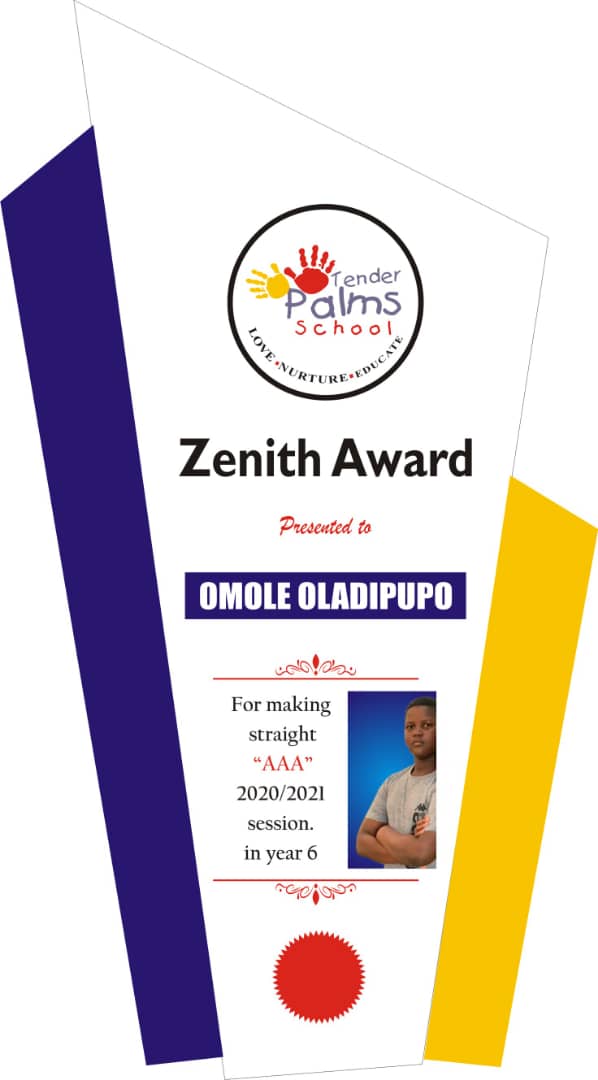 Tender
Palms
School
LOVE • NURTURE • EDUCATE
Zenith Award
Presented to
OMOLE OLADIPUPO
For making
straight
“AAA”
2020/2021
session.
in year 6